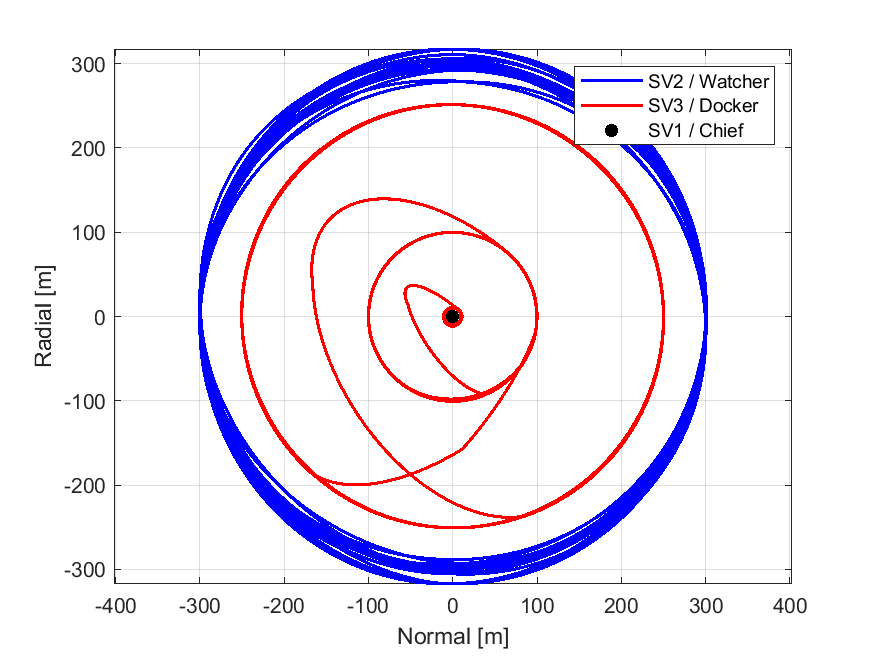 SV2 / Watcher
SV3 / Docker
SV1 / Chief
300
200
100
0
-100
-200
-300
Radial [m]
-400 -300 -200 -100 0 100 200 300 400
Normal [m]